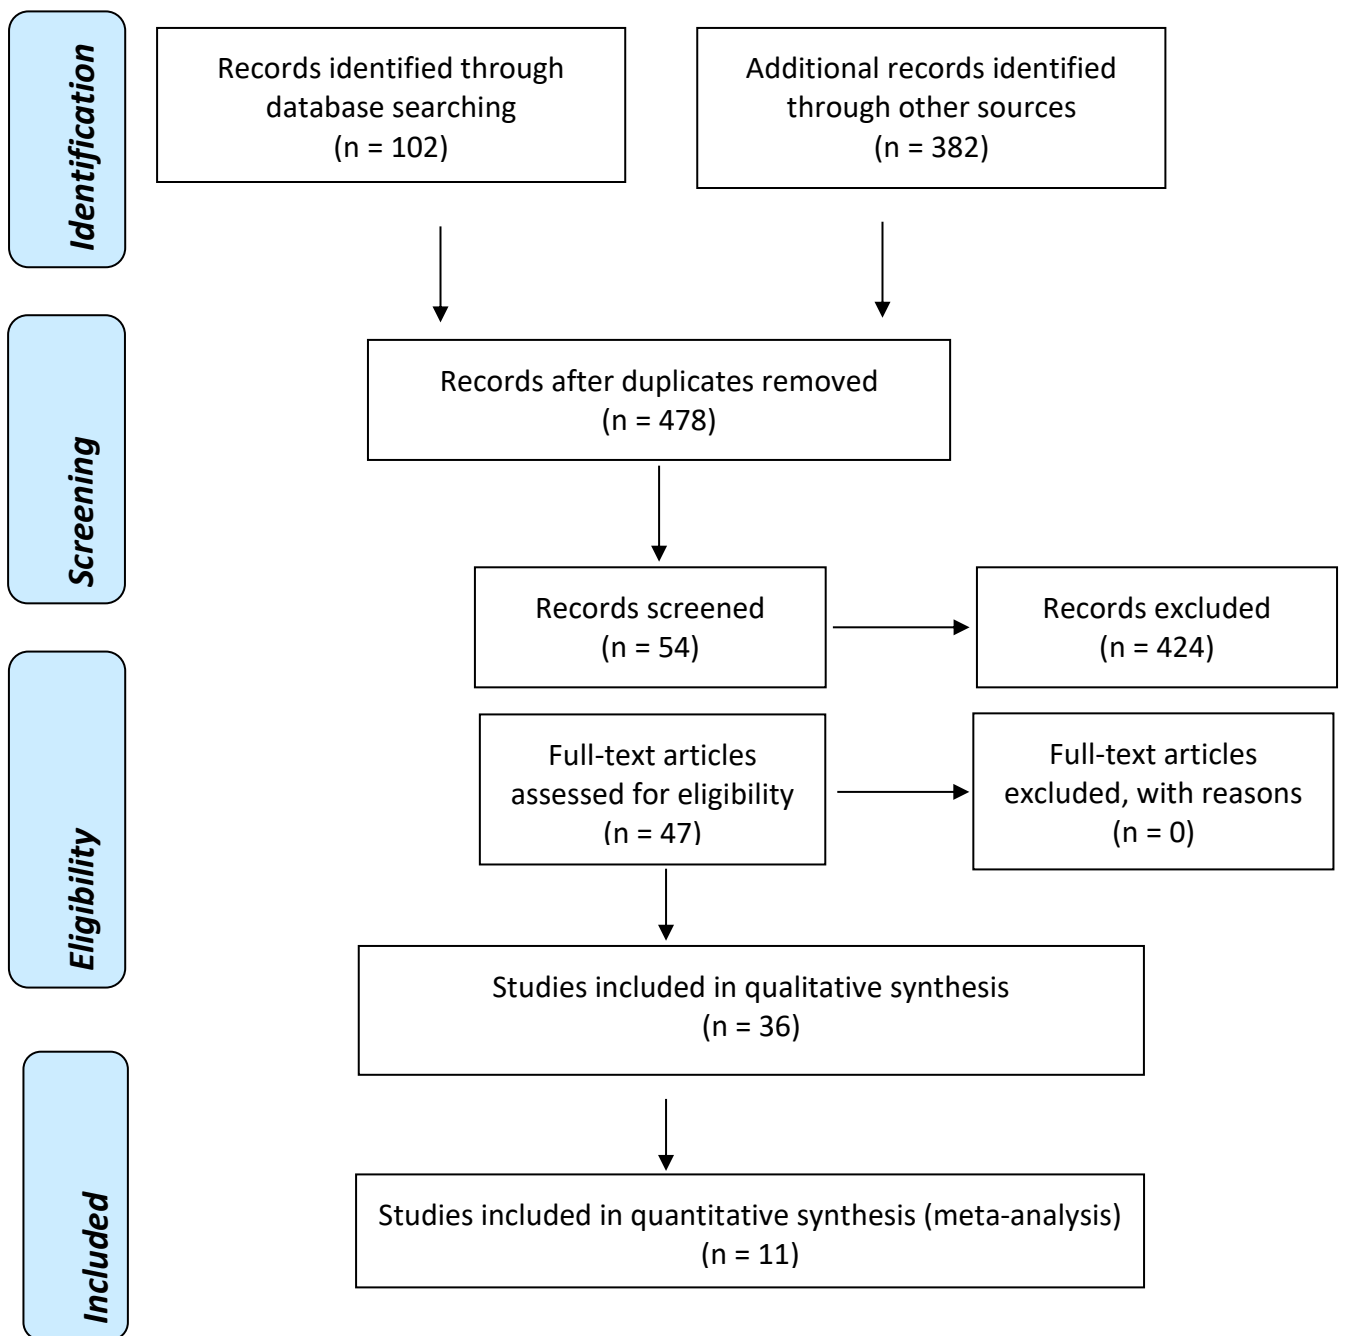 Identification
Records identified through
database searching
(n = 102)
Additional records identified
through other sources
(n = 382)
Screening
Records after duplicates removed
(n = 478)
Records screened
(n = 54)
Records excluded
(n = 424)
Eligibility
Full-text articles
assessed for eligibility
(n = 47)
Full-text articles
excluded, with reasons
(n = 0)
Studies included in qualitative synthesis
(n = 36)
Included
Studies included in quantitative synthesis (meta-analysis)
(n = 11)